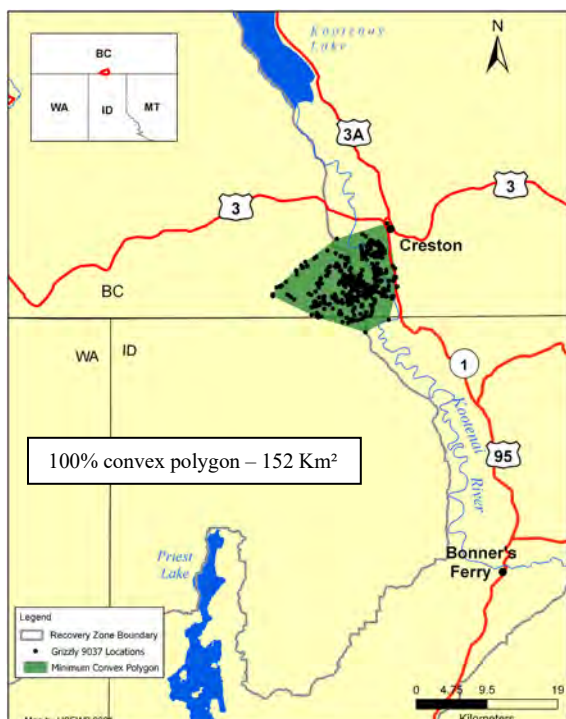 Kootenay
Lake
N
BC
WA
ID
MT
3A
3
3
Creston
BC
WA
ID
1
Kootenai
River
100% convex polygon – 152 Km²
95
Priest
Lake
Bonner's
Ferry
Legend
Recovery Zone Boundary
Grizzly 9037 Locations
Minimum Convex Polygon
0 4.75 9.5 19
Kilometers